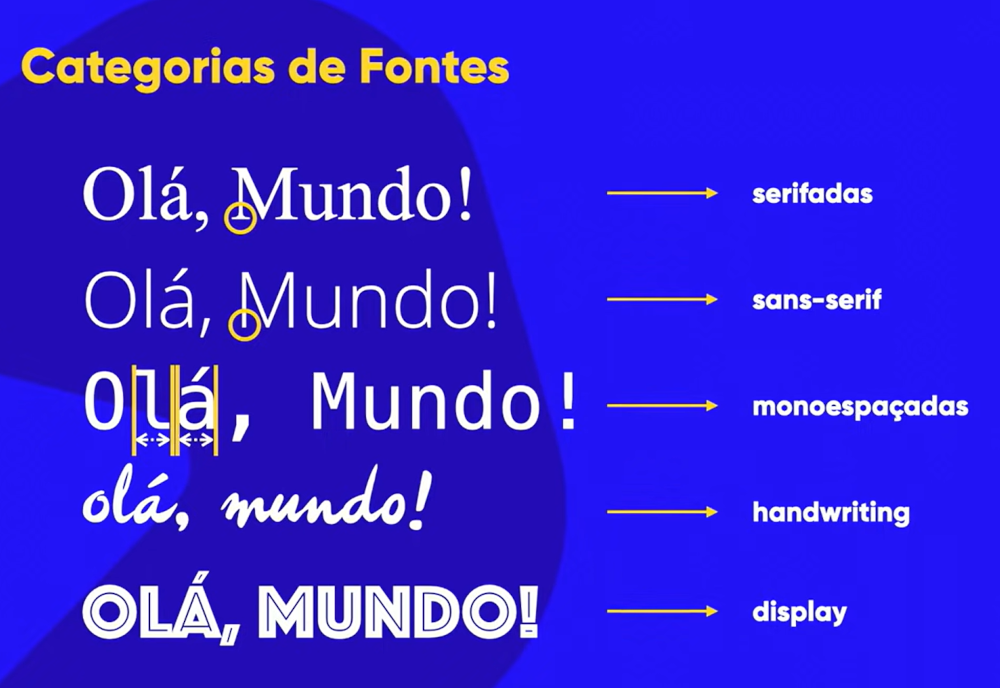 Categorias de Fontes
Olá, Mundo! serifadas
Olá, Mundo! sans-serif
Olá, Mundo! monoespaçadas
olá, mundo! handwriting
OLÁ, MUNDO! display